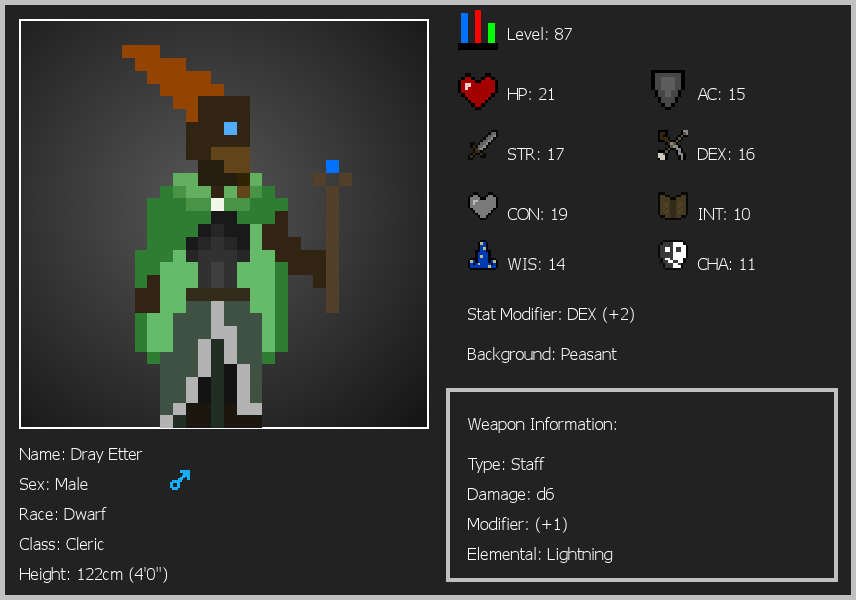 Level: 87
HP: 21
AC: 15
STR: 17
DEX: 16
CON: 19
INT: 10
WIS: 14
CHA: 11
Stat Modifier: DEX (+2)
Background: Peasant
Weapon Information:
Type: Staff
Damage: d6
Modifier: (+1)
Elemental: Lightning
Name: Dray Etter
Sex: Male
Race: Dwarf
Class: Cleric
Height: 122cm (4'0")